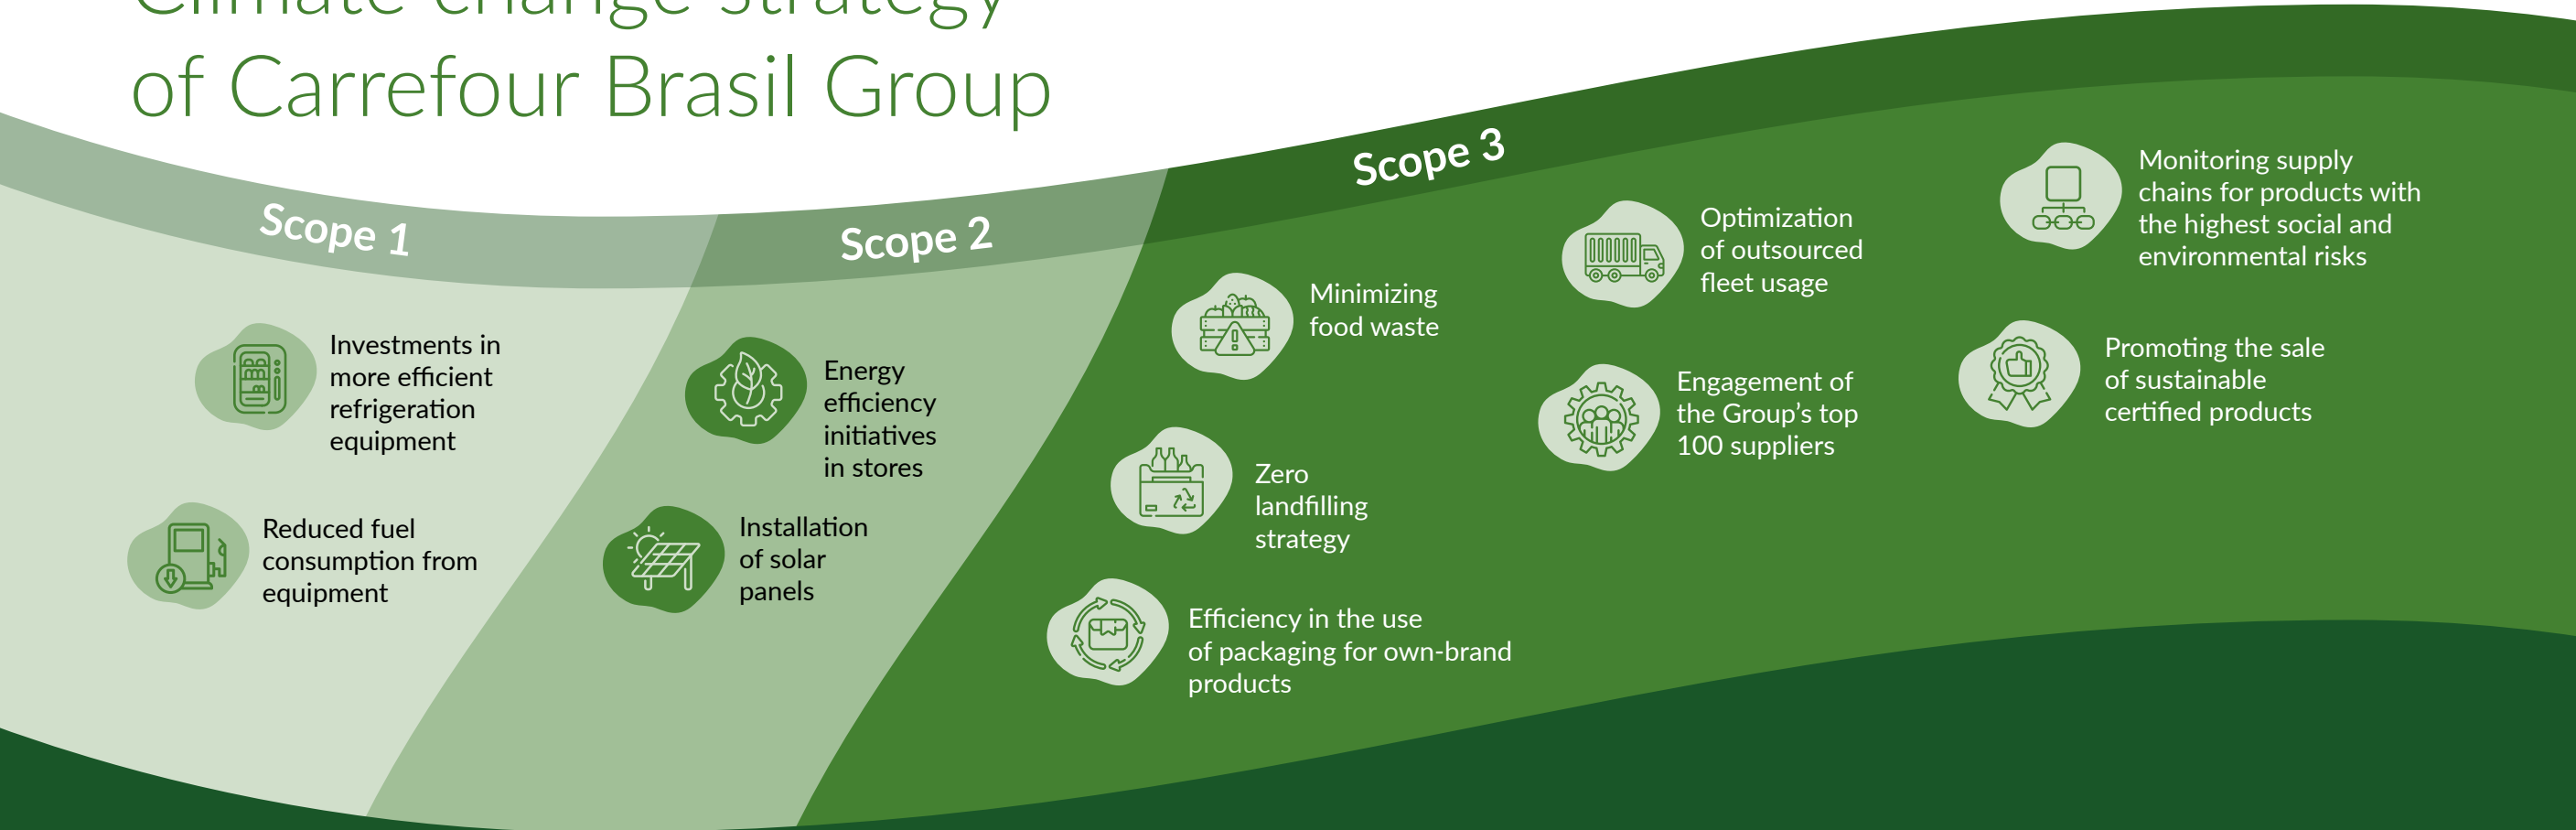 Climate change strategy
of Carrefour Brasil Group
Scope 1
Investments in
more efficient
refrigeration
equipment
Reduced fuel
consumption from
equipment
Scope 2
Energy
efficiency
initiatives
in stores
Installation
of solar
panels
Scope 3
Minimizing
food waste
Zero
landfilling
strategy
Efficiency in the use
of packaging for own-brand
products
Optimization
of outsourced
fleet usage
Engagement of
the Group’s top
100 suppliers
Monitoring supply
chains for products with
the highest social and
environmental risks
Promoting the sale
of sustainable
certified products